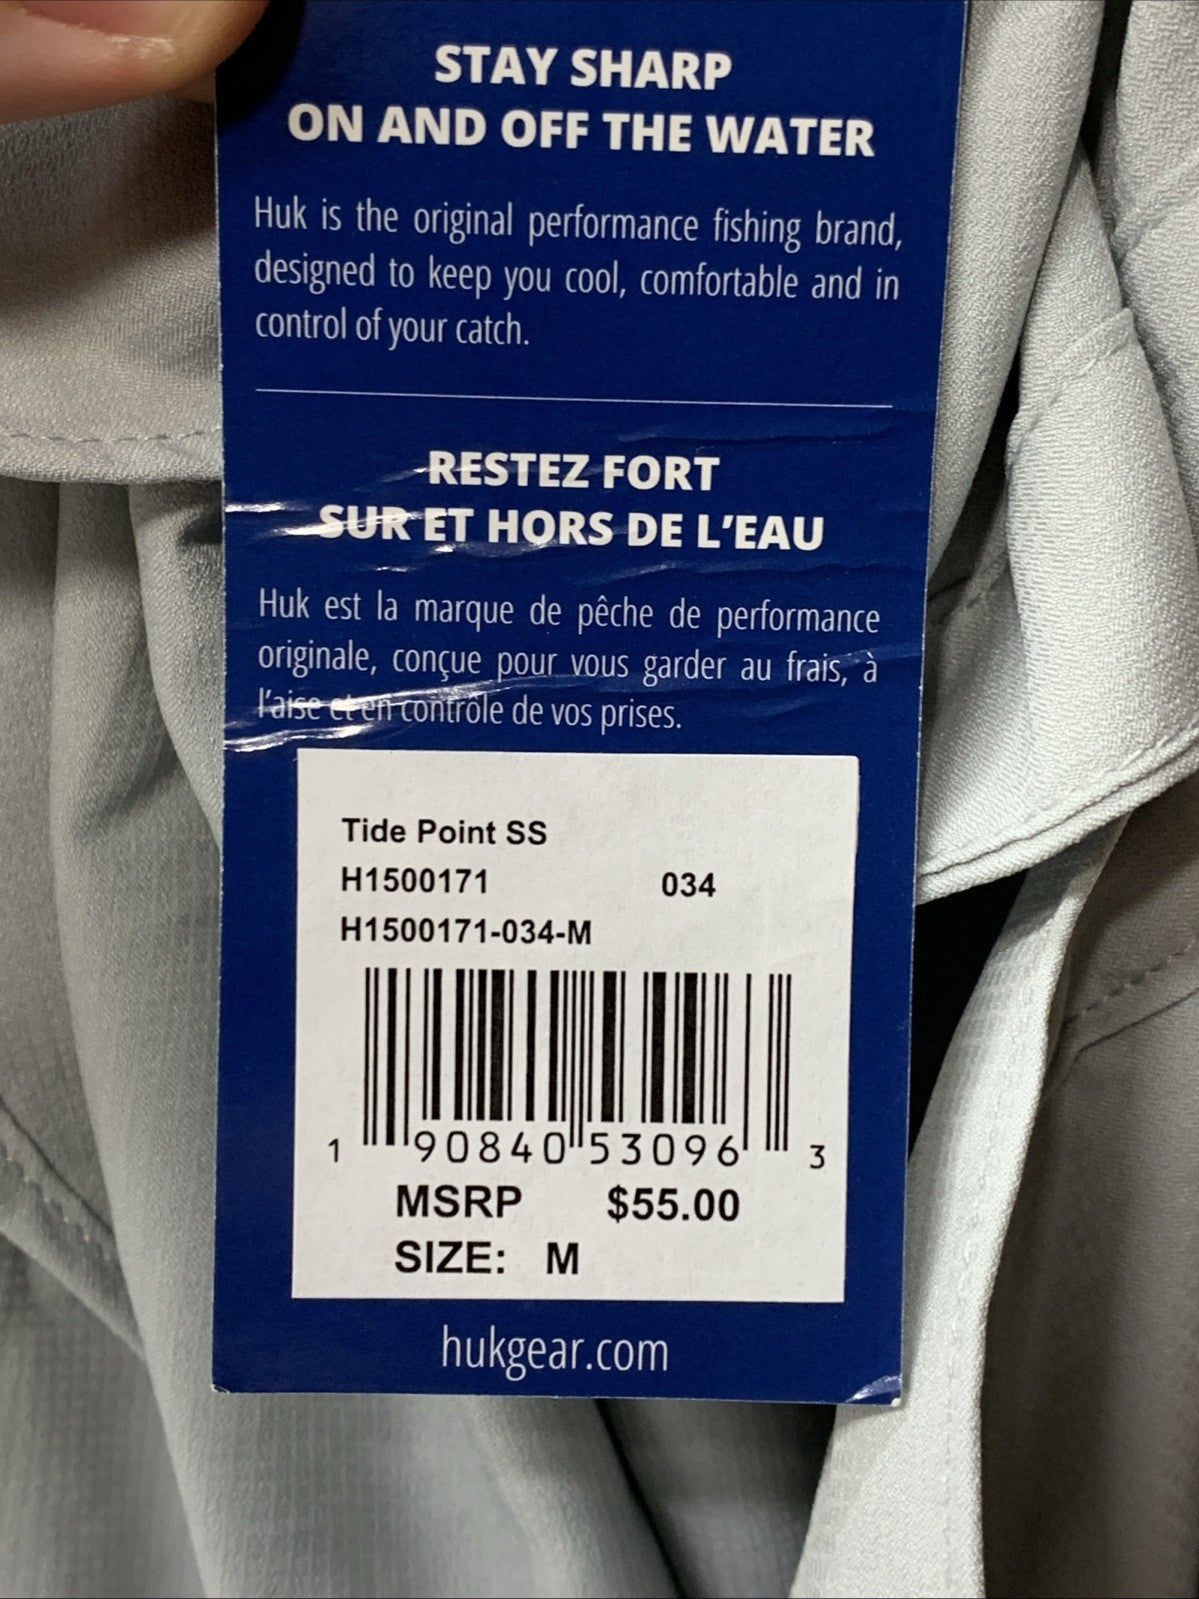 STAY SHARP
ON AND OFF THE WATER
Huk is the original performance fishing brand,
designed to keep you cool, comfortable and in
control of your catch.
RESTEZ FORT
SUR ET HORS DE L'EAU
Huk est la marque de pêche de performance
originale, conçue pour vous garder au frais, à
l'aise et en contrôle de vos prises.
Tide Point SS
H1500171 034
H1500171-034-M
1 90840 53096 3
MSRP $55.00
SIZE: M
hukgear.com